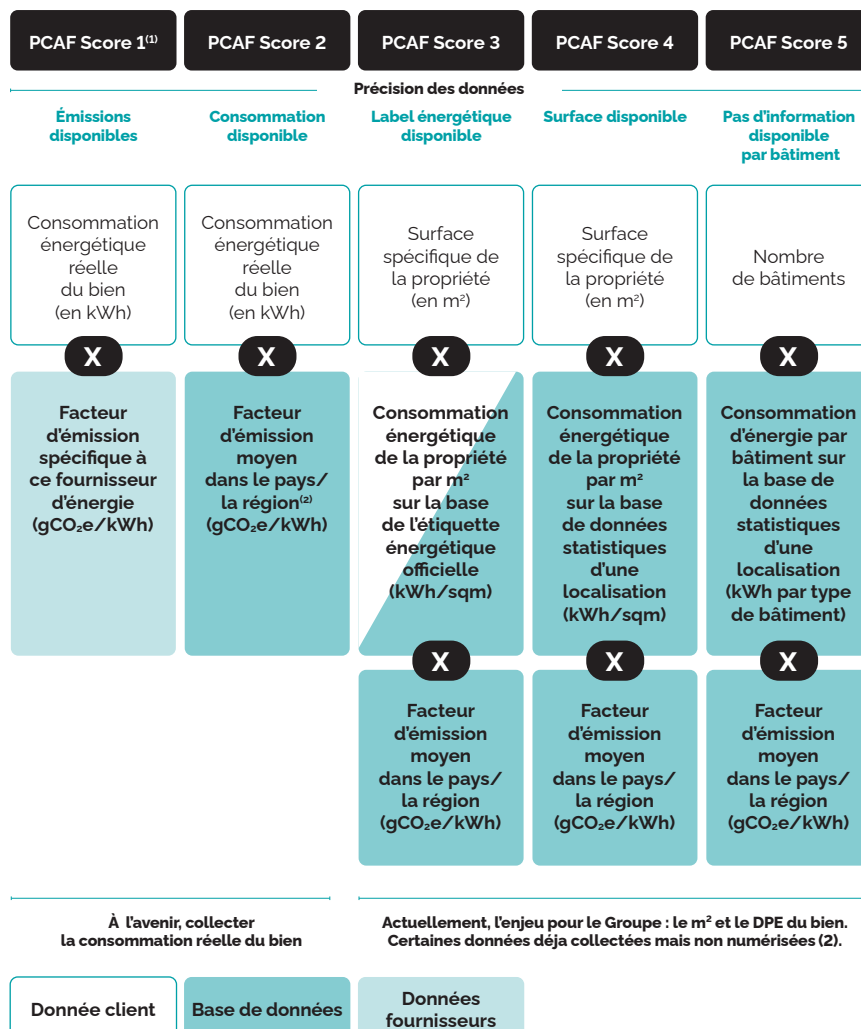 PCAF Score 1⁽¹⁾
PCAF Score 2
PCAF Score 3
PCAF Score 4
PCAF Score 5
Précision des données
Émissions
disponibles
Consommation
disponible
Label énergétique
disponible
Surface disponible
Pas d’information
disponible
par bâtiment
Consommation
énergétique
réelle
du bien
(en kWh)
Consommation
énergétique
réelle
du bien
(en kWh)
Surface
spécifique de
la propriété
(en m²)
Surface
spécifique de
la propriété
(en m²)
Nombre
de bâtiments
X
X
X
X
X
Facteur
d’émission
spécifique à
ce fournisseur
d’énergie
(gCO₂e/kWh)
Facteur
d’émission
moyen
dans le pays/
la région⁽²⁾
(gCO₂e/kWh)
Consommation
énergétique
de la propriété
par m²
sur la base
de l’étiquette
énergétique
officielle
(kWh/sqm)
Consommation
énergétique
de la propriété
par m²
sur la base
de données
statistiques
d’une
localisation
(kWh/sqm)
Consommation
d’énergie par
bâtiment sur
la base de
données
statistiques
d’une
localisation
(kWh par type
de bâtiment)
X
X
X
Facteur
d’émission
moyen
dans le pays/
la région
(gCO₂e/kWh)
Facteur
d’émission
moyen
dans le pays/
la région
(gCO₂e/kWh)
Facteur
d’émission
moyen
dans le pays/
la région
(gCO₂e/kWh)
À l’avenir, collecter
la consommation réelle du bien
Actuellement, l’enjeu pour le Groupe : le m² et le DPE du bien.
Certaines données déja collectées mais non numérisées (2).
Donnée client
Base de données
Données
fournisseurs